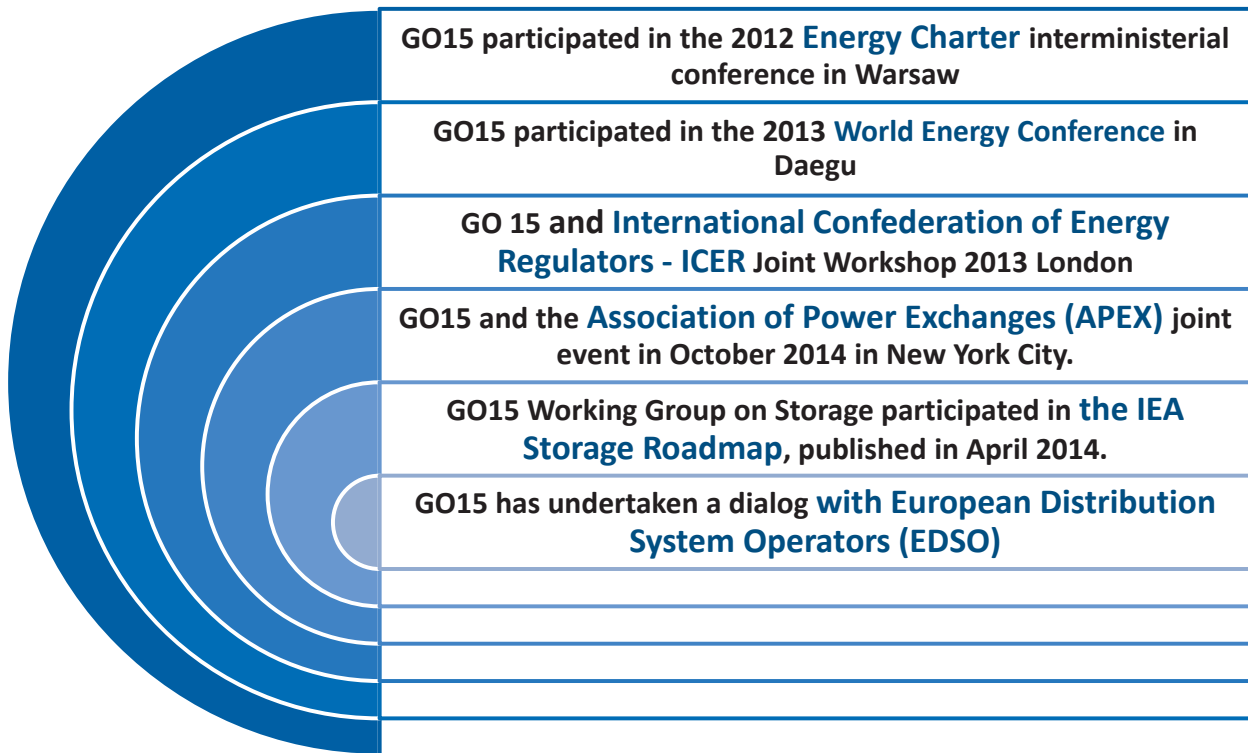 GO15 participated in the 2012 Energy Charter interministerial
conference in Warsaw
GO15 participated in the 2013 World Energy Conference in
Daegu
GO 15 and International Confederation of Energy
Regulators - ICER Joint Workshop 2013 London
GO15 and the Association of Power Exchanges (APEX) joint
event in October 2014 in New York City.
GO15 Working Group on Storage participated in the IEA
Storage Roadmap, published in April 2014.
GO15 has undertaken a dialog with European Distribution
System Operators (EDSO)